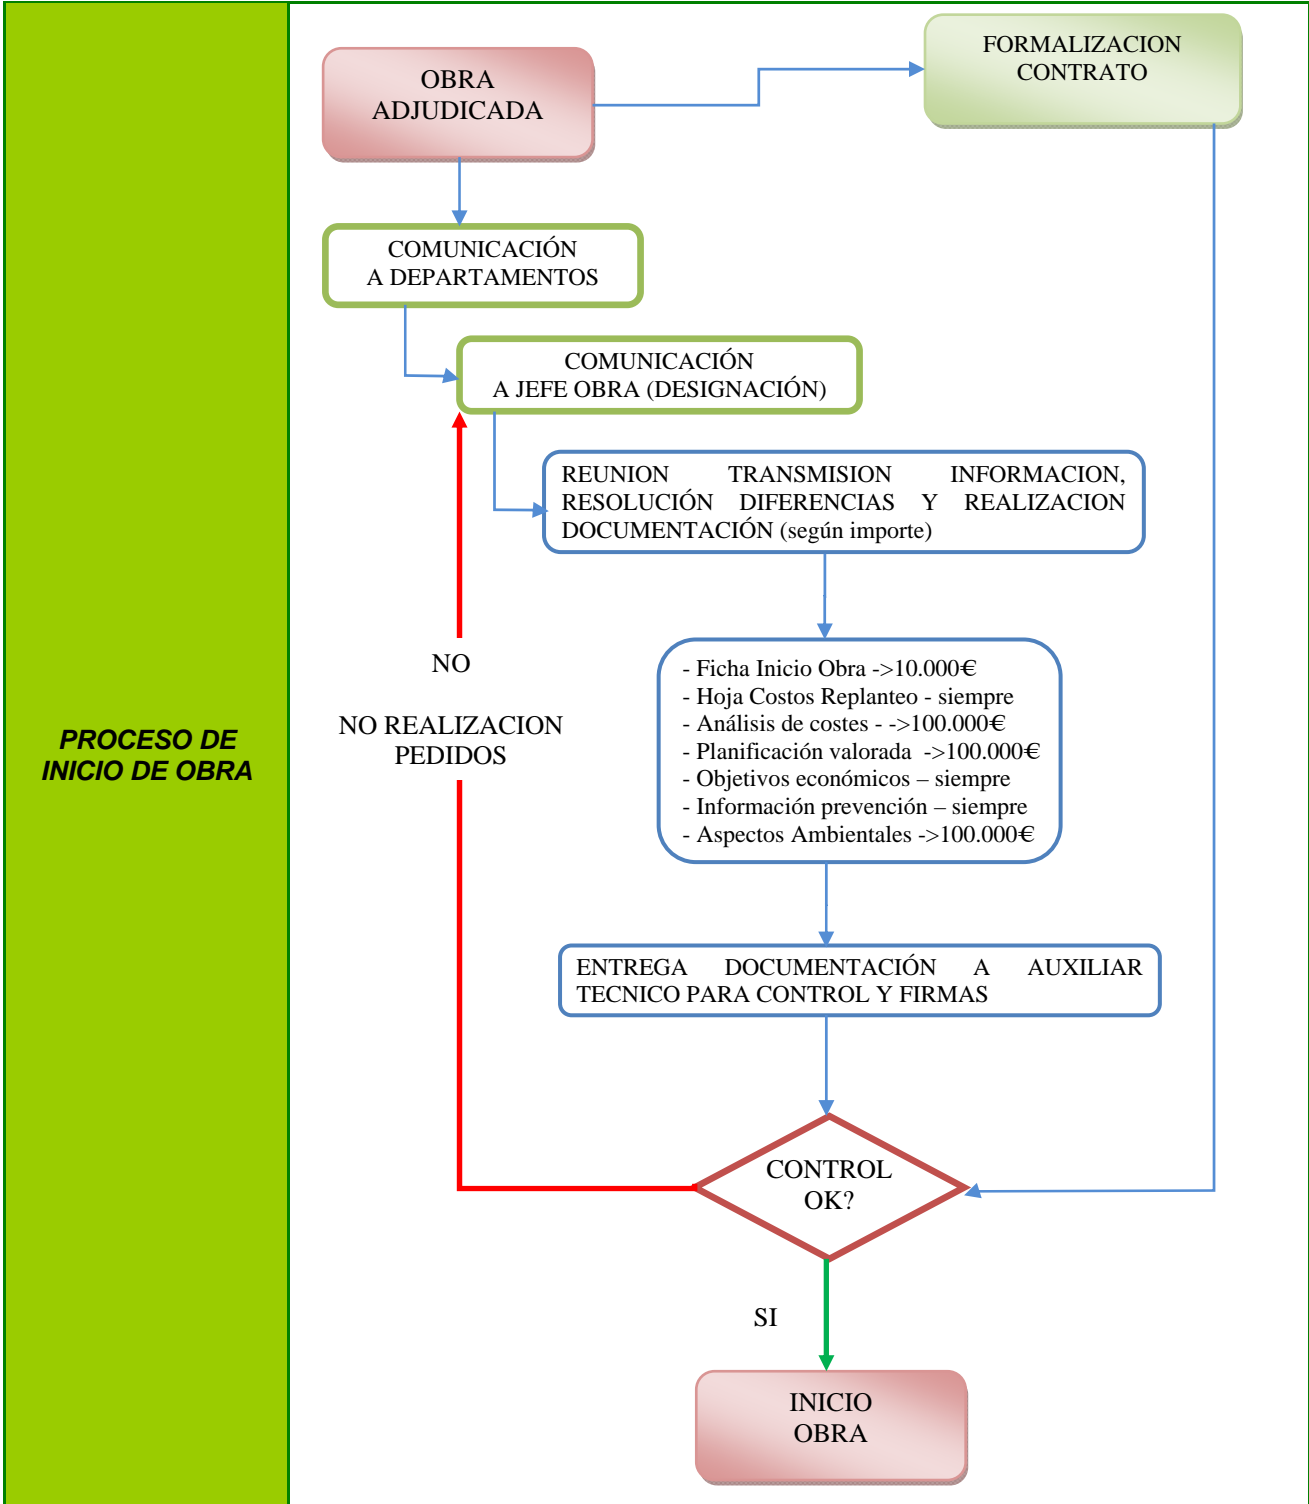 PROCESO DE
INICIO DE OBRA
OBRA
ADJUDICADA
FORMALIZACION
CONTRATO
COMUNICACIÓN
A DEPARTAMENTOS
COMUNICACIÓN
A JEFE OBRA (DESIGNACIÓN)
REUNION TRANSMISION INFORMACION,
RESOLUCIÓN DIFERENCIAS Y REALIZACION
DOCUMENTACIÓN (según importe)
NO
NO REALIZACION
PEDIDOS
- Ficha Inicio Obra ->10.000€
- Hoja Costos Replanteo - siempre
- Análisis de costes - ->100.000€
- Planificación valorada ->100.000€
- Objetivos económicos – siempre
- Información prevención – siempre
- Aspectos Ambientales ->100.000€
ENTREGA DOCUMENTACIÓN A AUXILIAR
TECNICO PARA CONTROL Y FIRMAS
CONTROL
OK?
SI
INICIO
OBRA